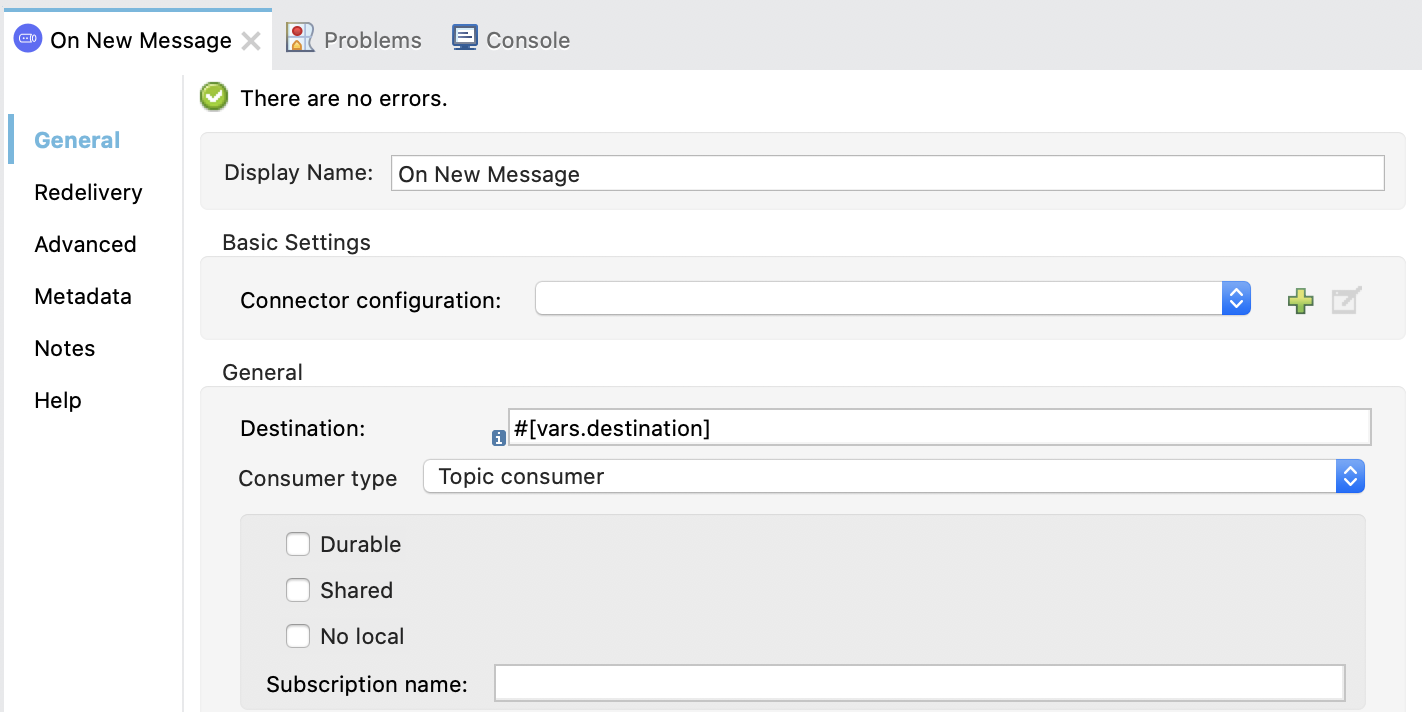 On New Message Problems Console
There are no errors.
General
Redelivery
Advanced
Metadata
Notes
Help
Display Name: On New Message
Basic Settings
Connector configuration:
General
Destination: #[vars.destination]
Consumer type Topic consumer
Durable
Shared
No local
Subscription name: